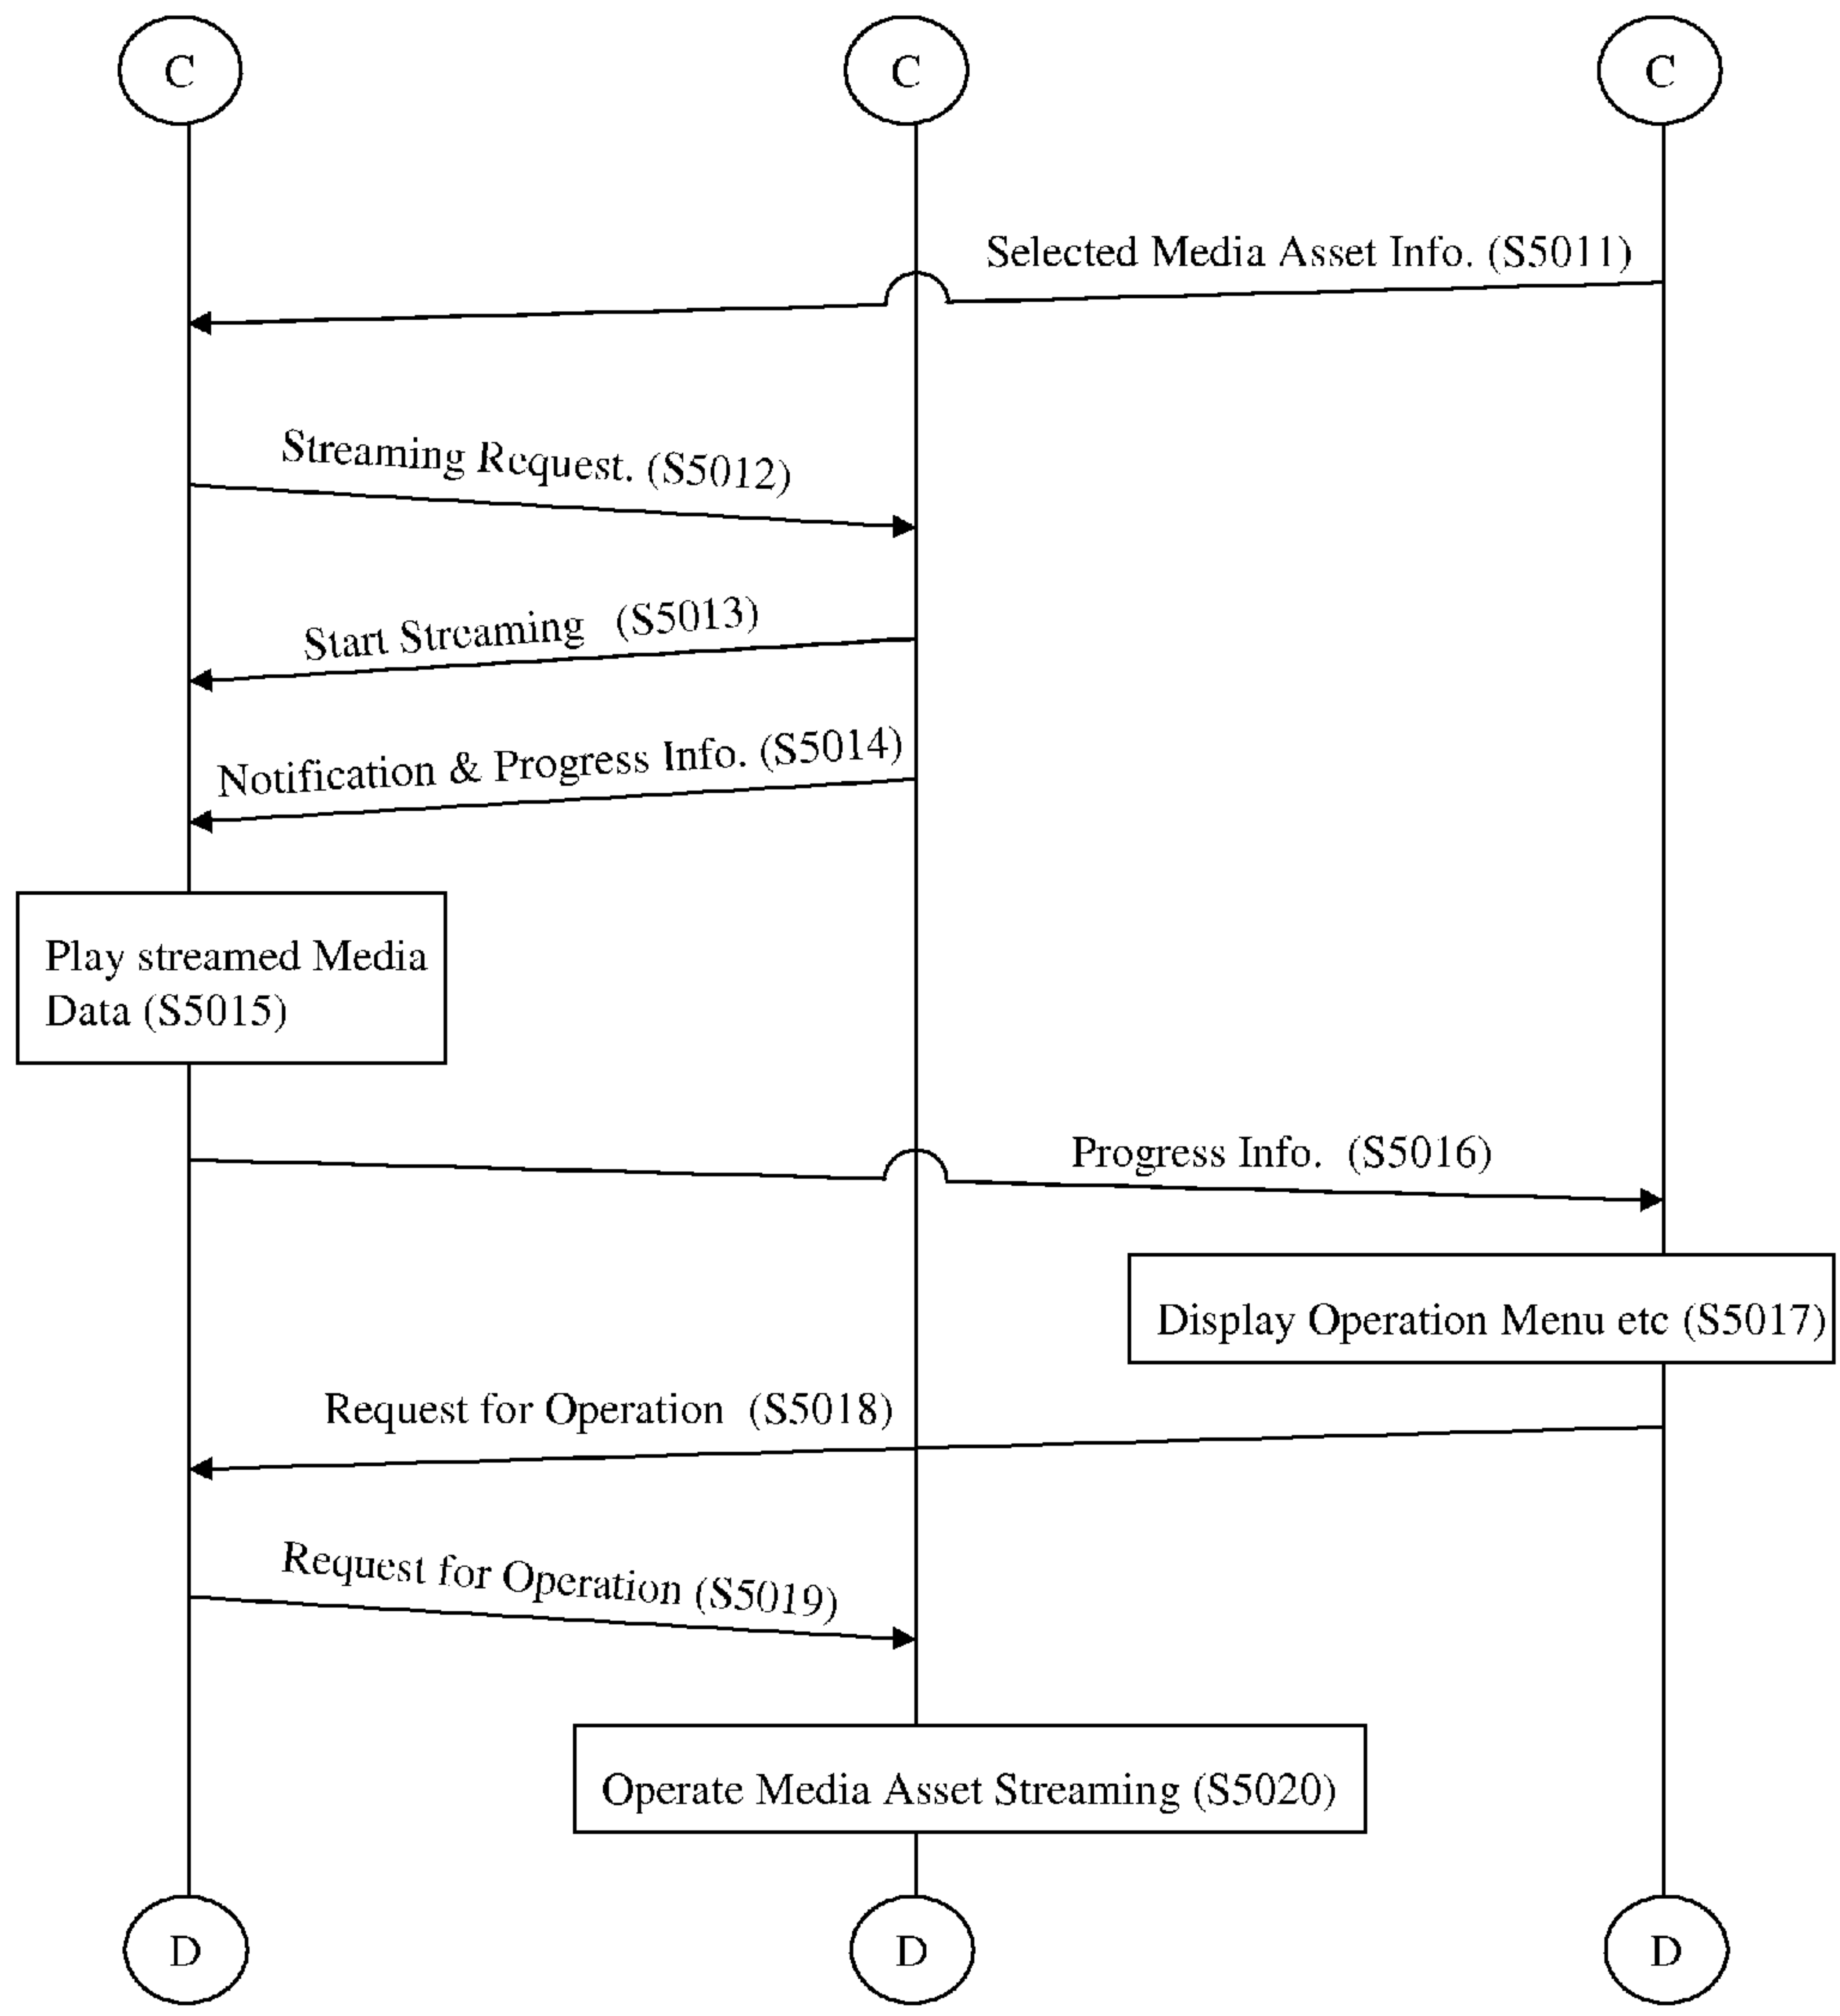 C
C
C
Selected Media Asset Info. (S5011)
Streaming Request. (S5012)
Start Streaming (S5013)
Notification & Progress Info. (S5014)
Play streamed Media
Data (S5015)
Progress Info. (S5016)
Display Operation Menu etc (S5017)
Request for Operation (S5018)
Request for Operation (S5019)
Operate Media Asset Streaming (S5020)
D
D
D